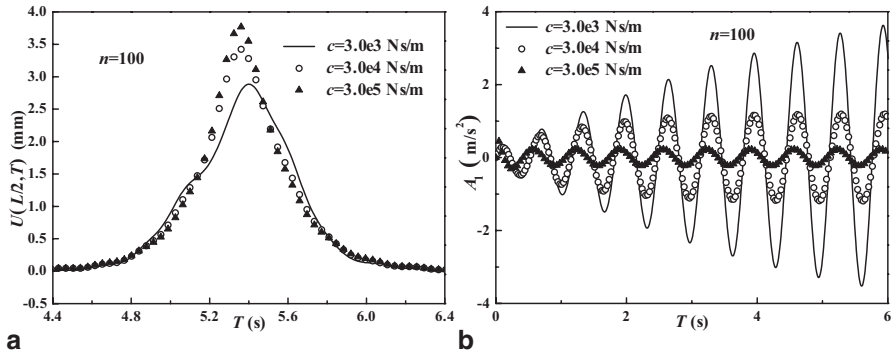 4.0
3.5
3.0
2.5
2.0
1.5
1.0
0.5
0.0
-0.5
U(L/2,T) (mm)
n=100
c=3.0e3 Ns/m
c=3.0e4 Ns/m
c=3.0e5 Ns/m
4.4 4.8 5.2 5.6 6.0 6.4
T (s)
a
4
2
0
-2
-4
A₁ (m/s²)
n=100
c=3.0e3 Ns/m
c=3.0e4 Ns/m
c=3.0e5 Ns/m
0 2 4 6
T (s)
b